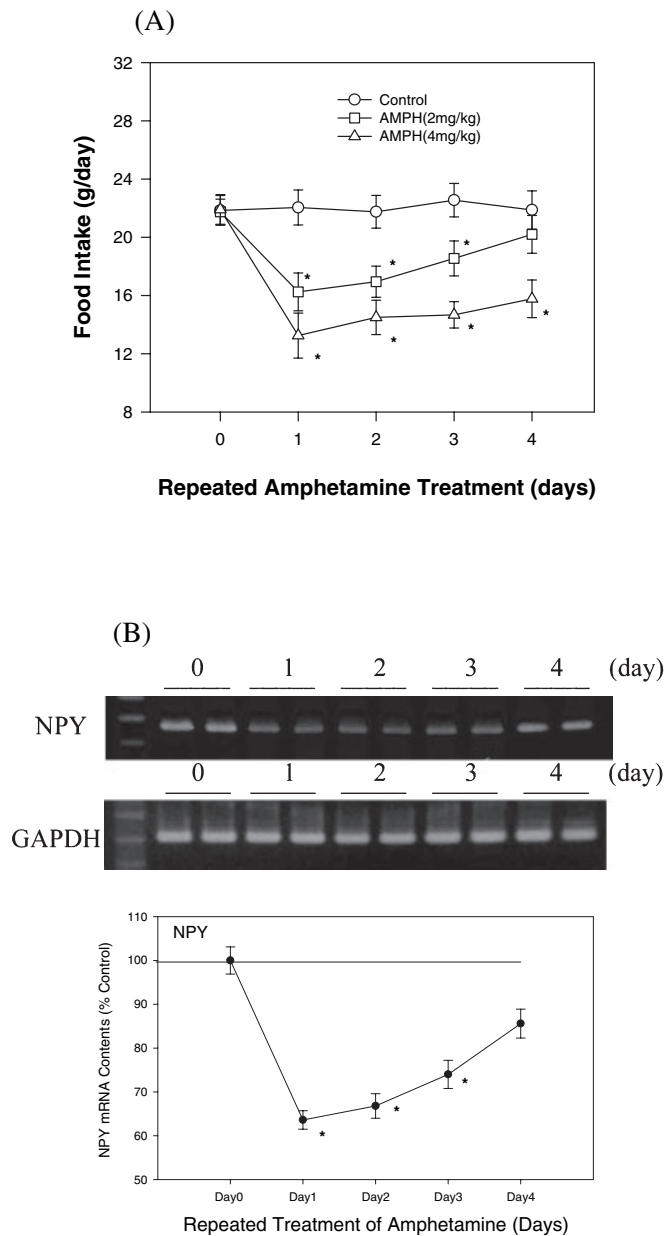 (A)
32
28
24
20
16
12
8
Food Intake (g/day)
Control
AMPH(2mg/kg)
AMPH(4mg/kg)
*
*
*
*
*
*
*
0 1 2 3 4
Repeated Amphetamine Treatment (days)
(B)
0 1 2 3 4 (day)
NPY
0 1 2 3 4 (day)
GAPDH
110
100
90
80
70
60
50
NPY mRNA Contents (% Control)
NPY
*
*
*
Day0 Day1 Day2 Day3 Day4
Repeated Treatment of Amphetamine (Days)